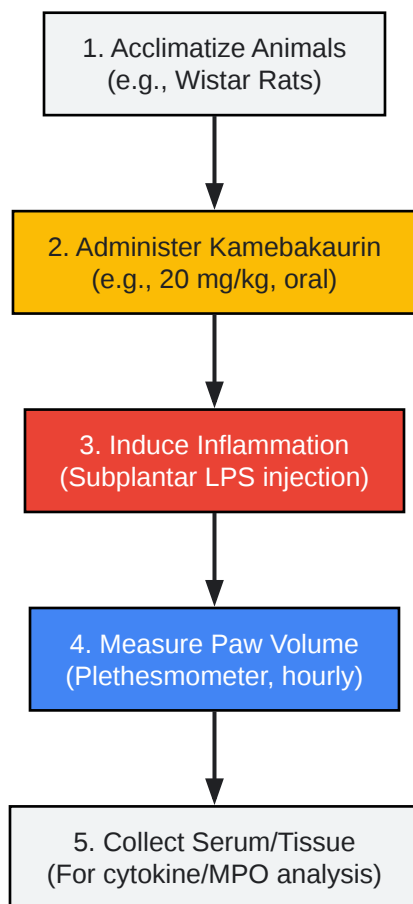 1. Acclimatize Animals
(e.g., Wistar Rats)
2. Administer Kamebakaurin
(e.g., 20 mg/kg, oral)
3. Induce Inflammation
(Subplantar LPS injection)
4. Measure Paw Volume
(Plethesmometer, hourly)
5. Collect Serum/Tissue
(For cytokine/MPO analysis)